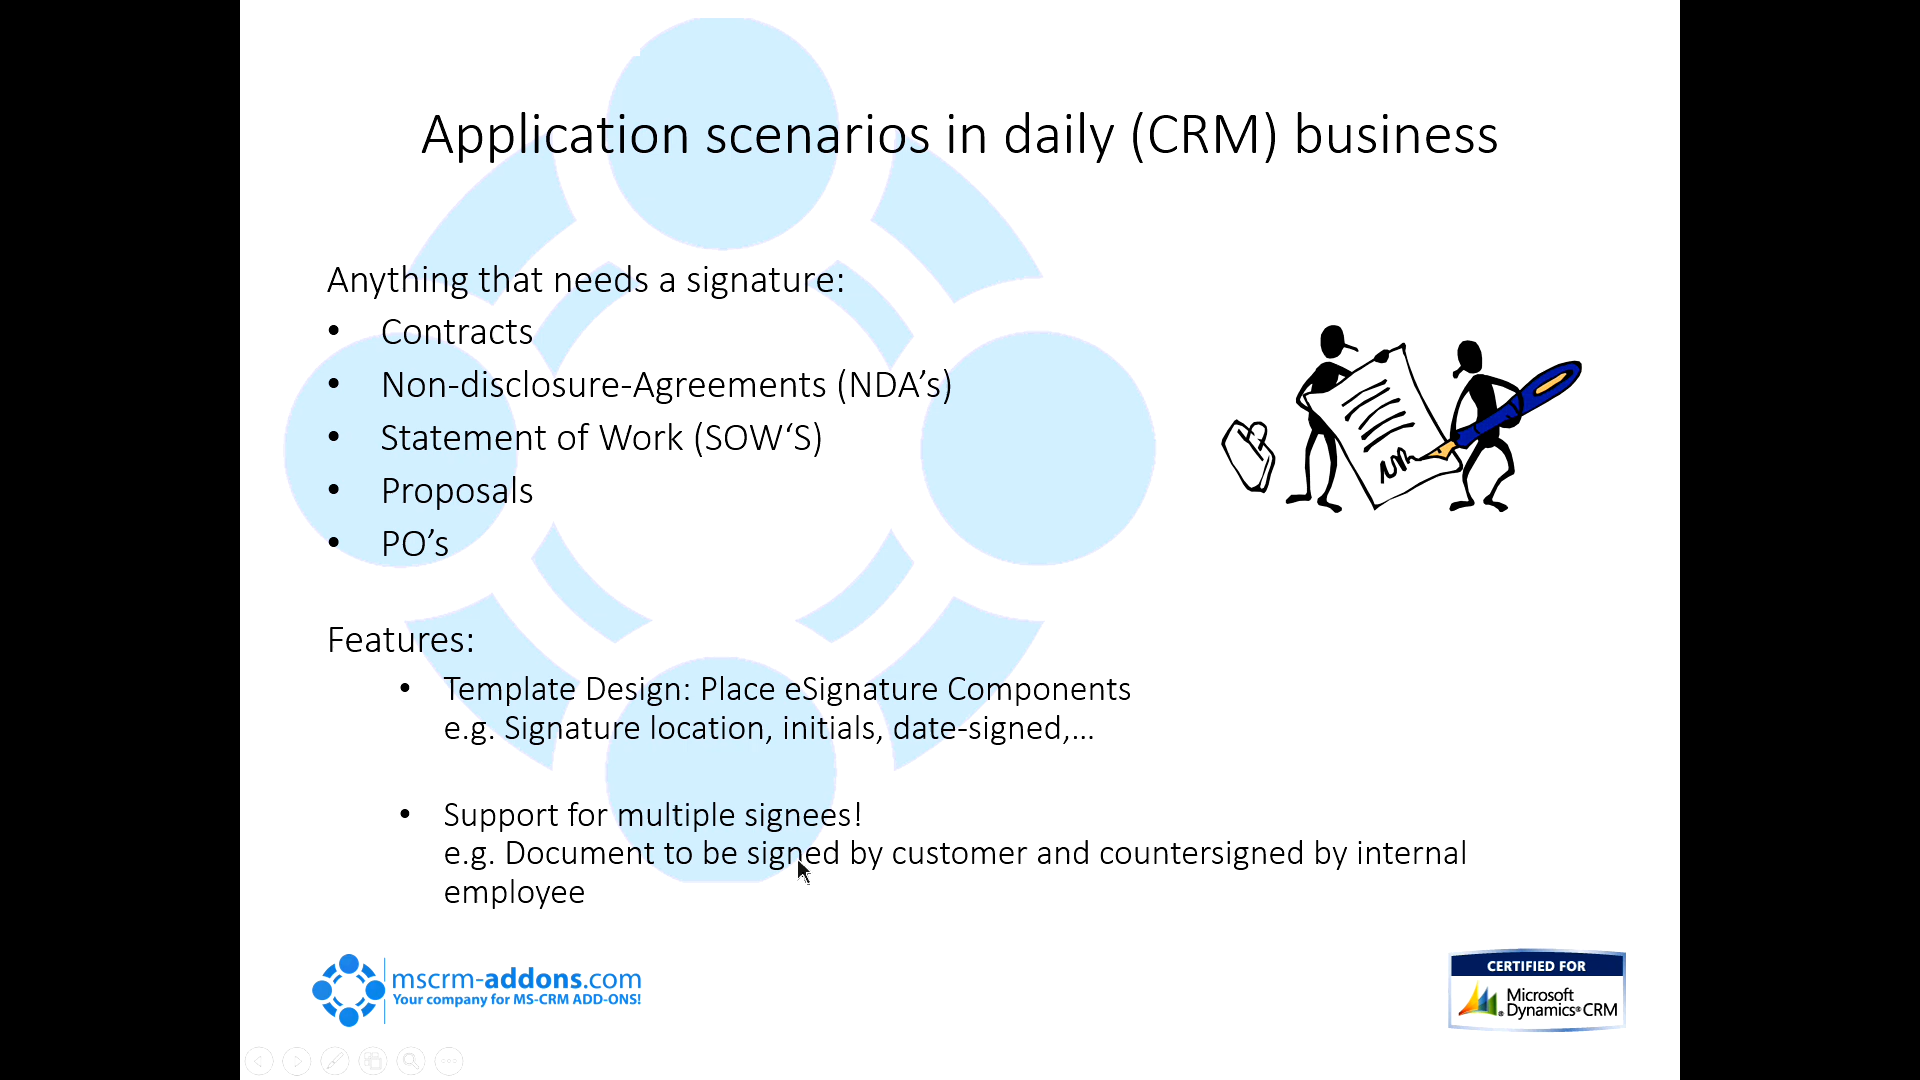 Application scenarios in daily (CRM) business
Anything that needs a signature:
• Contracts
• Non-disclosure-Agreements (NDA’s)
• Statement of Work (SOW‘S)
• Proposals
• PO’s
Features:
• Template Design: Place eSignature Components
e.g. Signature location, initials, date-signed,...
• Support for multiple signees!
e.g. Document to be signed by customer and countersigned by internal
employee
mscrm-addons.com
Your company for MS-CRM ADD-ONS!
CERTIFIED FOR
Microsoft
Dynamics® CRM